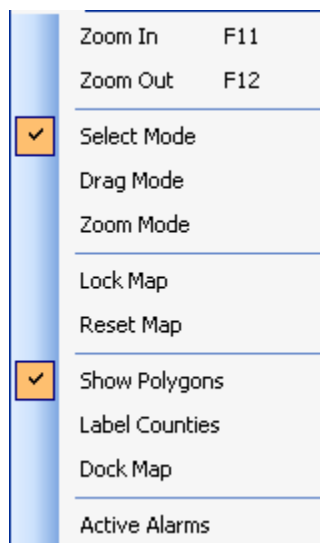 Zoom In F11
Zoom Out F12
Select Mode
Drag Mode
Zoom Mode
Lock Map
Reset Map
Show Polygons
Label Counties
Dock Map
Active Alarms